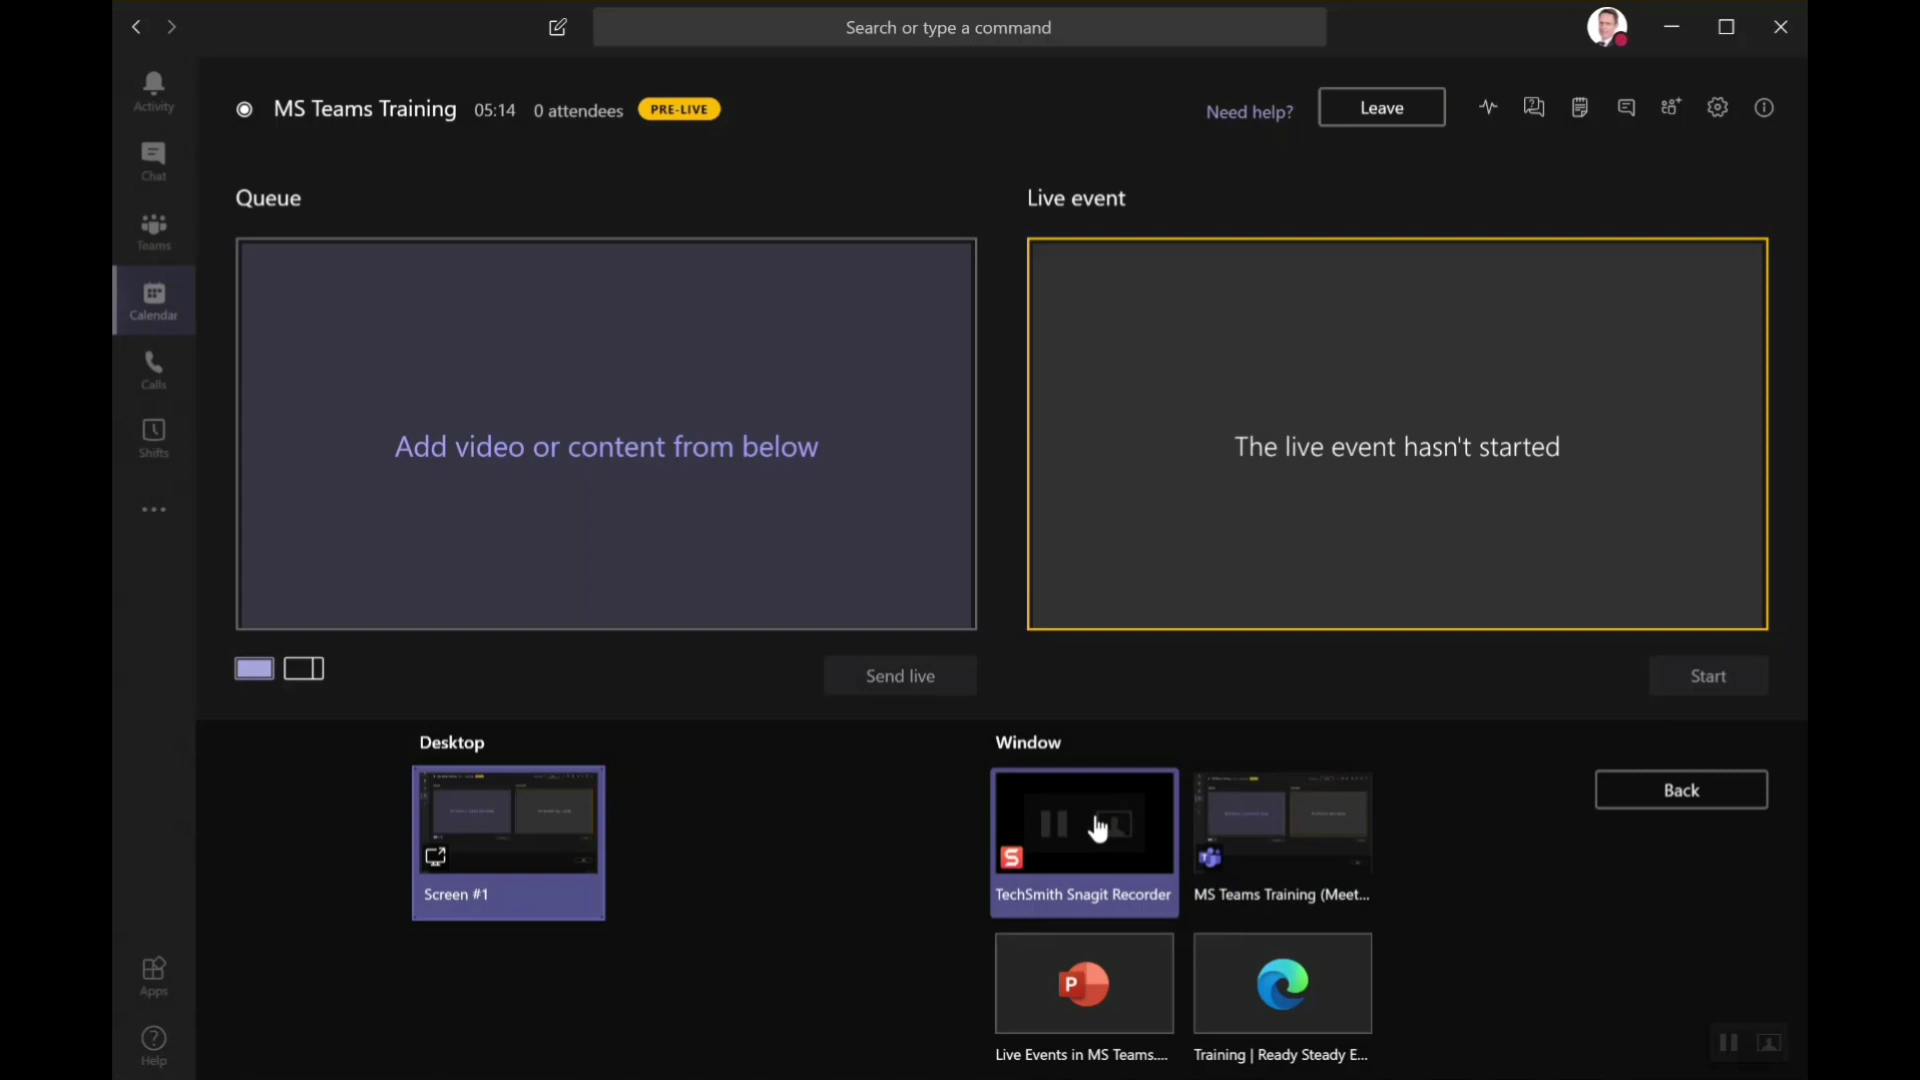 Search or type a command
Activity
Chat
Teams
Calendar
Calls
Shifts
Apps
Help
MS Teams Training 05:14 0 attendees PRE-LIVE
Need help? Leave
Queue
Live event
Add video or content from below
The live event hasn't started
Send live
Start
Desktop
Window
Screen #1
TechSmith Snagit Recorder
MS Teams Training (Meet...
Back
Live Events in MS Teams....
Training | Ready Steady E...